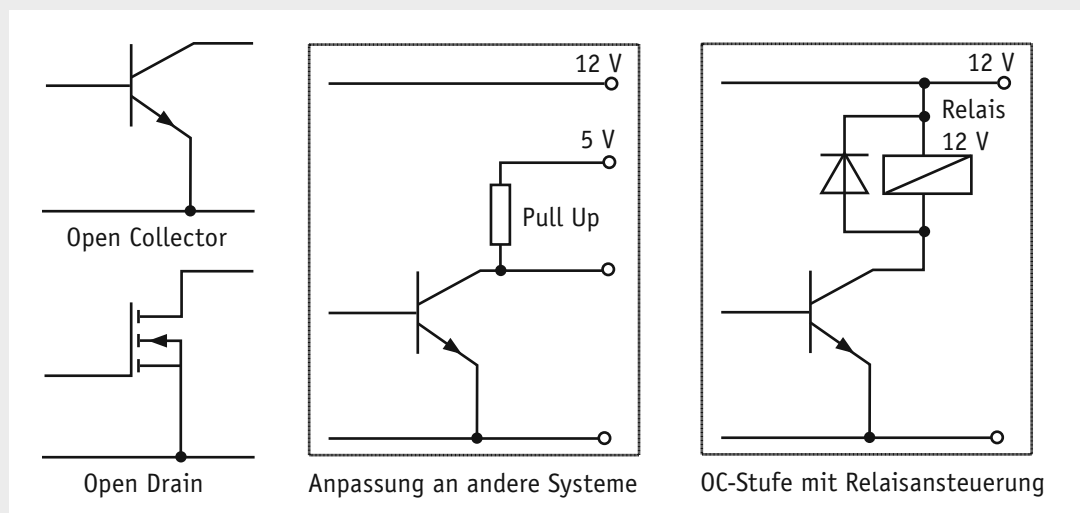 Open Collector
Open Drain
12 V
5 V
Pull Up
Anpassung an andere Systeme
12 V
Relais
12 V
OC-Stufe mit Relaisansteuerung